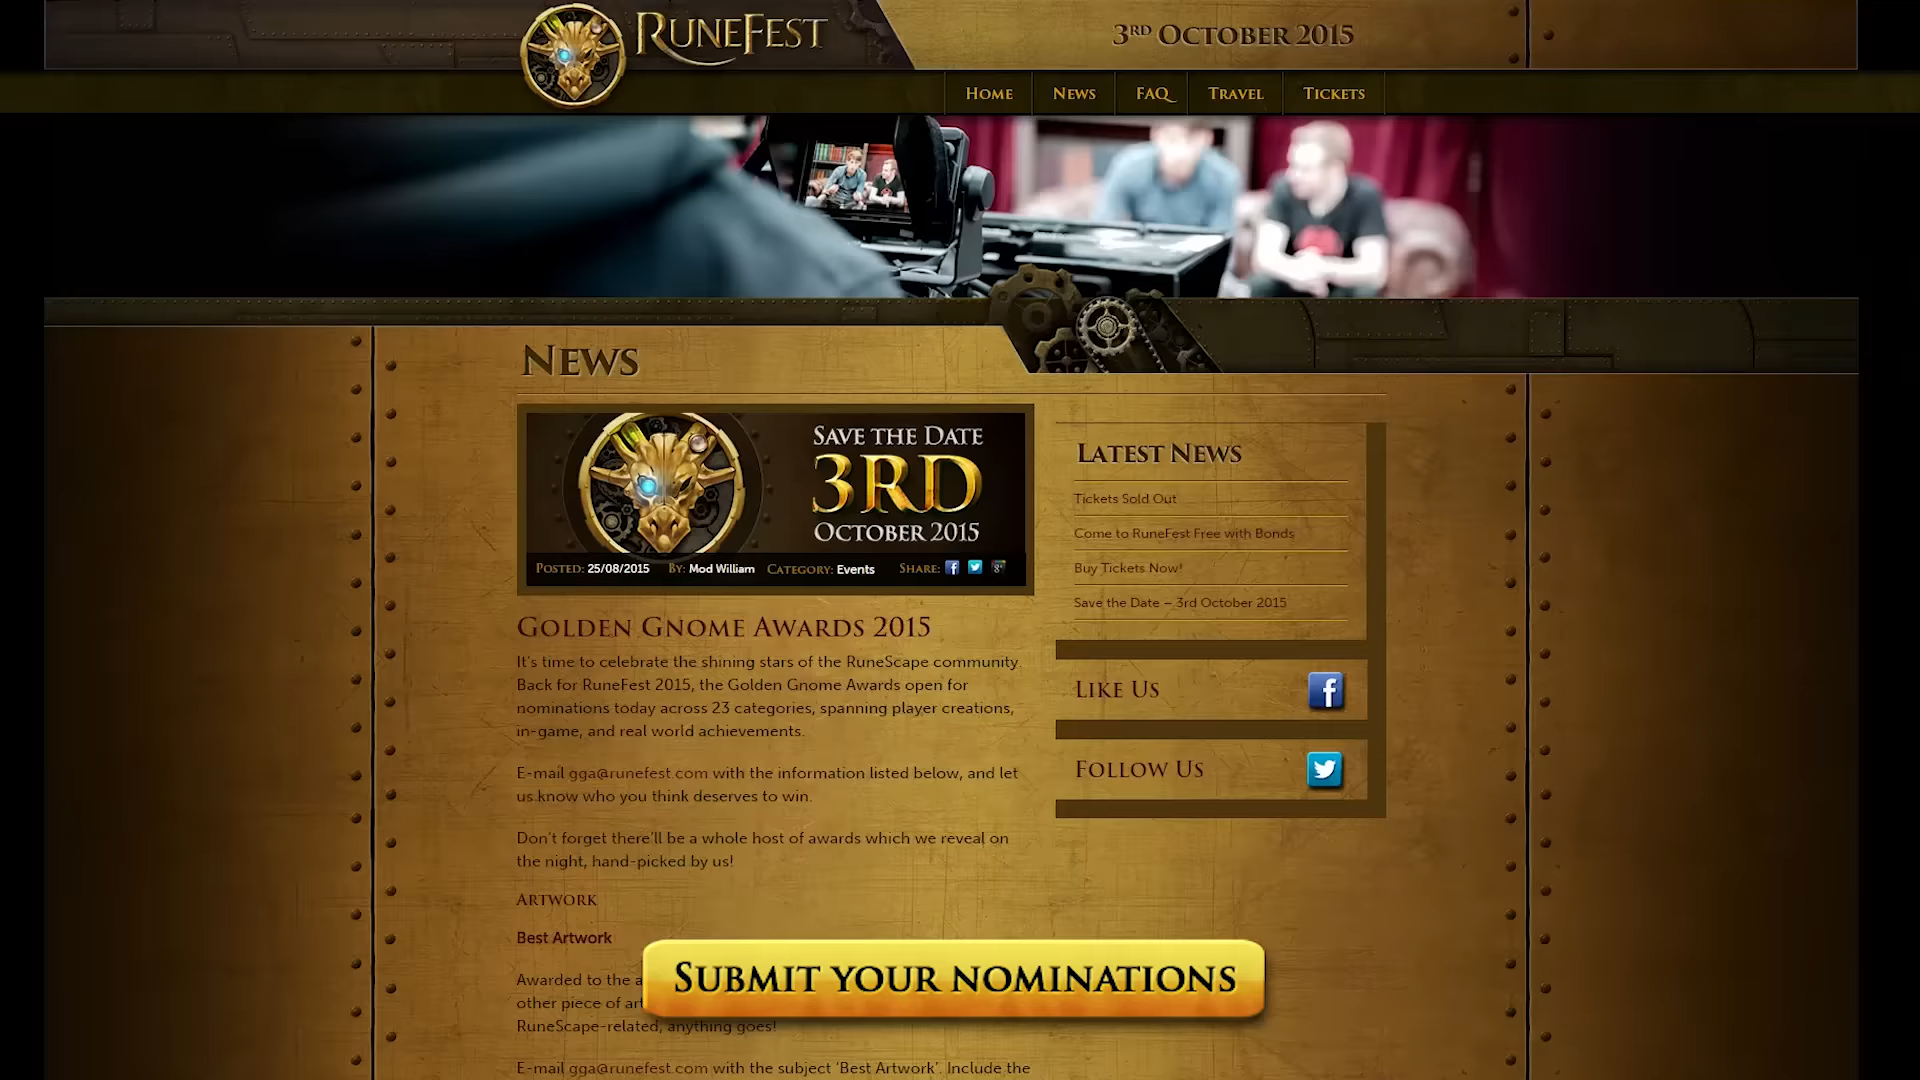 RuneFest
3rd October 2015
Home News FAQ Travel Tickets
News
Save the Date
3rd
October 2015
Posted: 25/08/2015 By: Mod William Category: Events Share:
Golden Gnome Awards 2015
It's time to celebrate the shining stars of the RuneScape community.
Back for RuneFest 2015, the Golden Gnome Awards open for
nominations today across 23 categories, spanning player creations,
in-game, and real world achievements.
E-mail gga@runefest.com with the information listed below, and let
us know who you think deserves to win.
Don't forget there'll be a whole host of awards which we reveal on
the night, hand-picked by us!
Artwork
Best Artwork
Awarded to the a
other piece of art
RuneScape-related, anything goes!
E-mail gga@runefest.com with the subject 'Best Artwork'. Include the
Latest News
Tickets Sold Out
Come to RuneFest Free with Bonds
Buy Tickets Now!
Save the Date – 3rd October 2015
Like Us
Follow Us
Submit your nominations